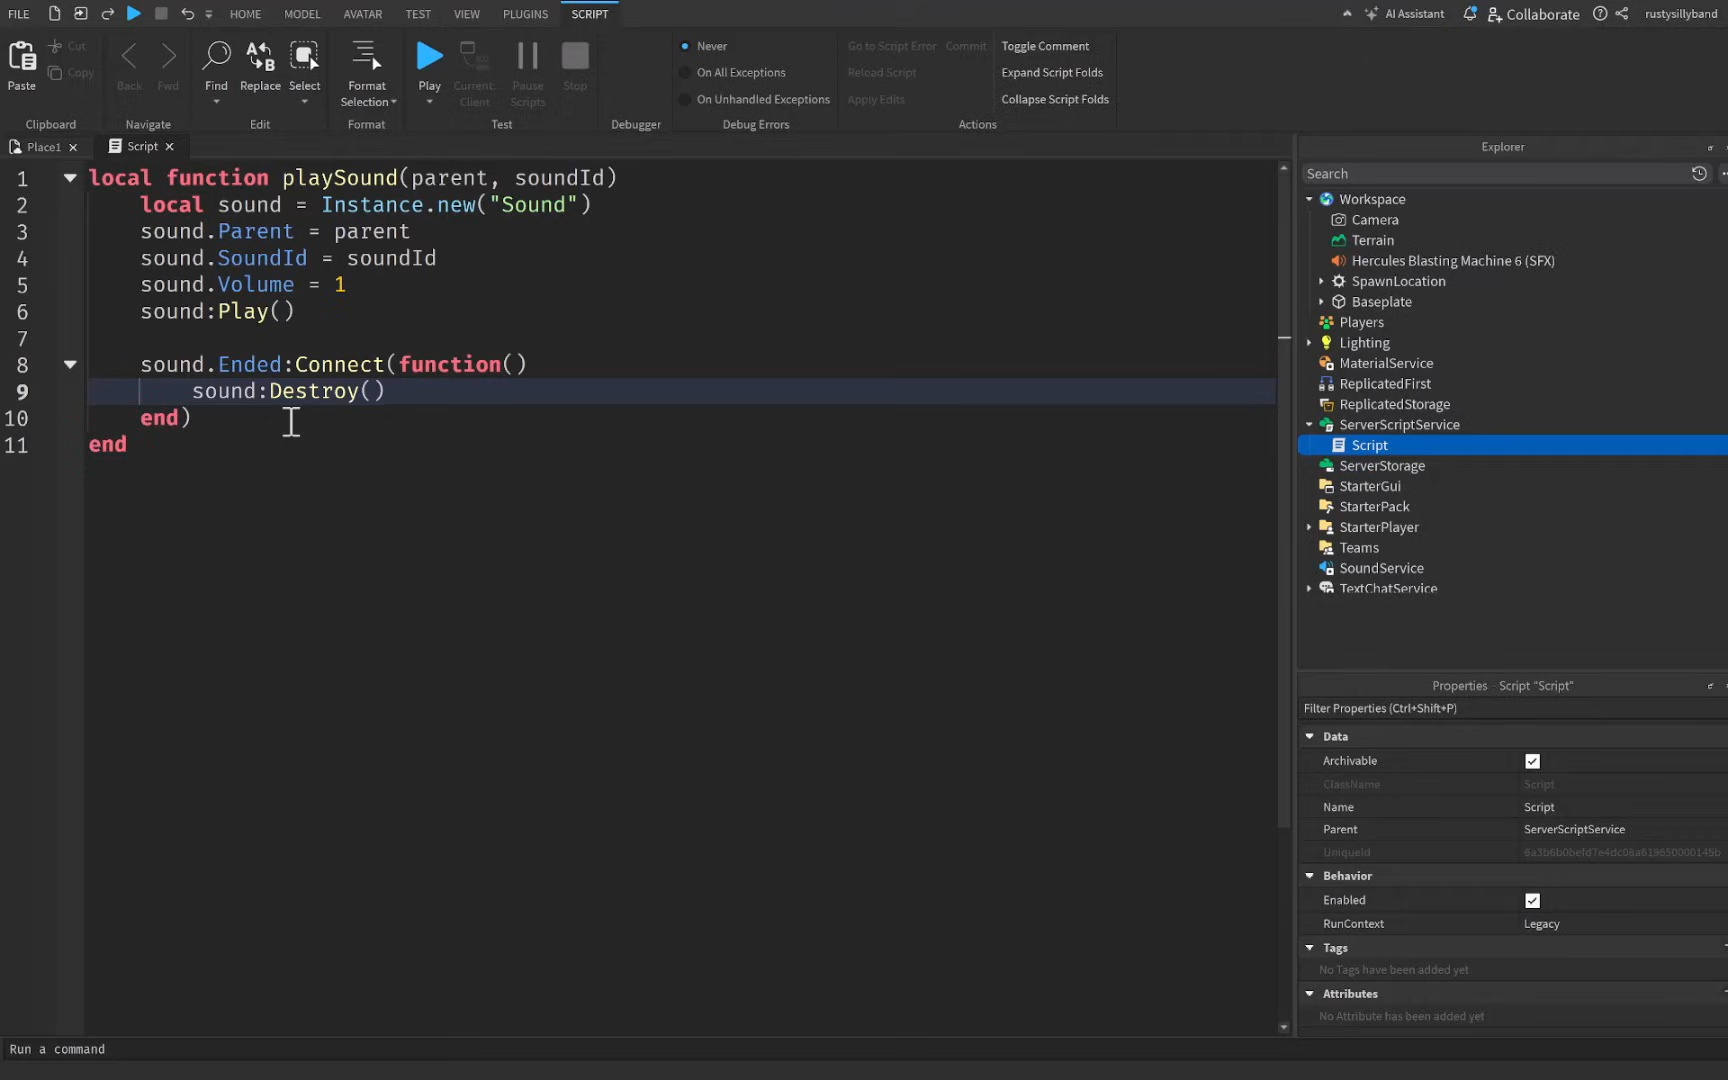 FILE HOME MODEL AVATAR TEST VIEW PLUGINS SCRIPT AI Assistant Collaborate rustysillyband
Paste Cut Copy Back Fwd Find Replace Select Format Selection Play Current: Client Pause Scripts Stop
Never
On All Exceptions
On Unhandled Exceptions
Go to Script Error Commit
Reload Script
Apply Edits
Toggle Comment
Expand Script Folds
Collapse Script Folds
Clipboard Navigate Edit Format Test Debugger Debug Errors Actions
Place1 Script
1 local function playSound(parent, soundId)
2 local sound = Instance.new("Sound")
3 sound.Parent = parent
4 sound.SoundId = soundId
5 sound.Volume = 1
6 sound:Play()
7
8 sound.Ended:Connect(function()
9 sound:Destroy()
10 end)
11 end
Explorer
Search
Workspace
Camera
Terrain
Hercules Blasting Machine 6 (SFX)
SpawnLocation
Baseplate
Players
Lighting
MaterialService
ReplicatedFirst
ReplicatedStorage
ServerScriptService
Script
ServerStorage
StarterGui
StarterPack
StarterPlayer
Teams
SoundService
TextChatService
Properties - Script "Script"
Filter Properties (Ctrl+Shift+P)
Data
Archivable
ClassName Script
Name Script
Parent ServerScriptService
UniqueId
Behavior
Enabled
RunContext Legacy
Tags
No Tags have been added yet
Attributes
No Attribute has been added yet
Run a command